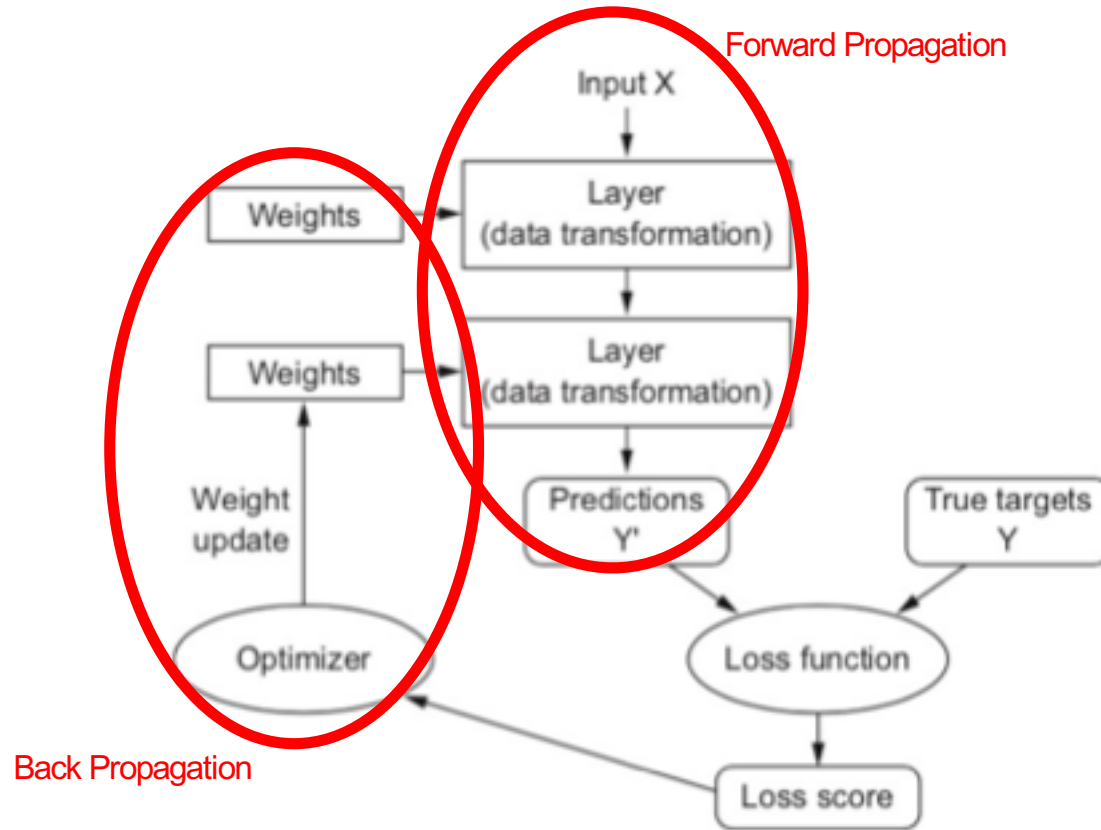 Forward Propagation
Input X
Weights
Layer
(data transformation)
Weights
Layer
(data transformation)
Weight
update
Predictions
Y'
True targets
Y
Optimizer
Loss function
Back Propagation
Loss score